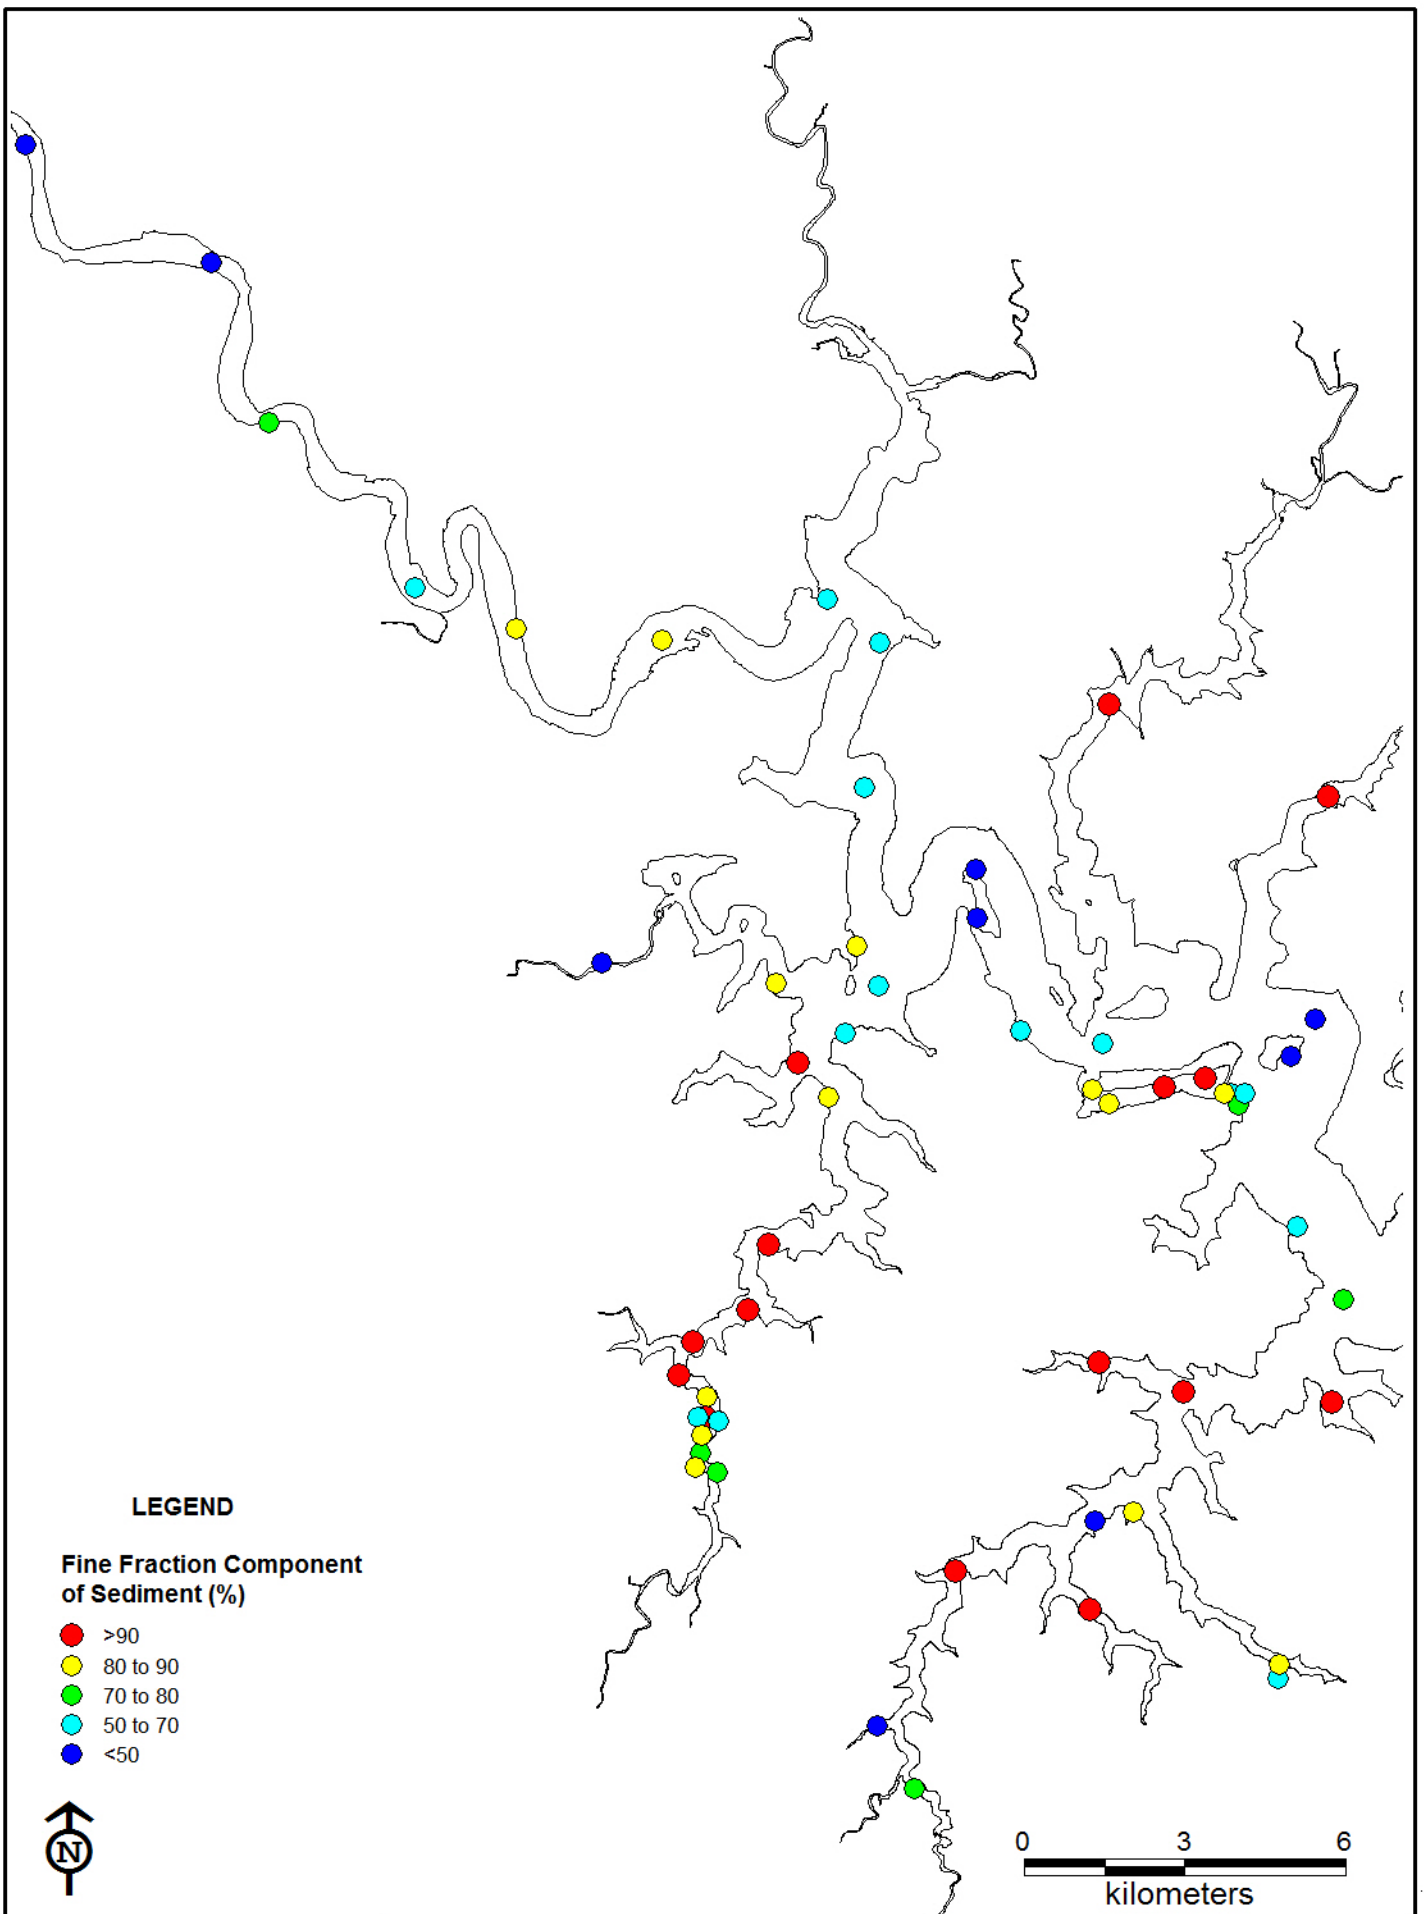 LEGEND
Fine Fraction Component
of Sediment (%)
>90
80 to 90
70 to 80
50 to 70
<50
N
0 3 6
kilometers